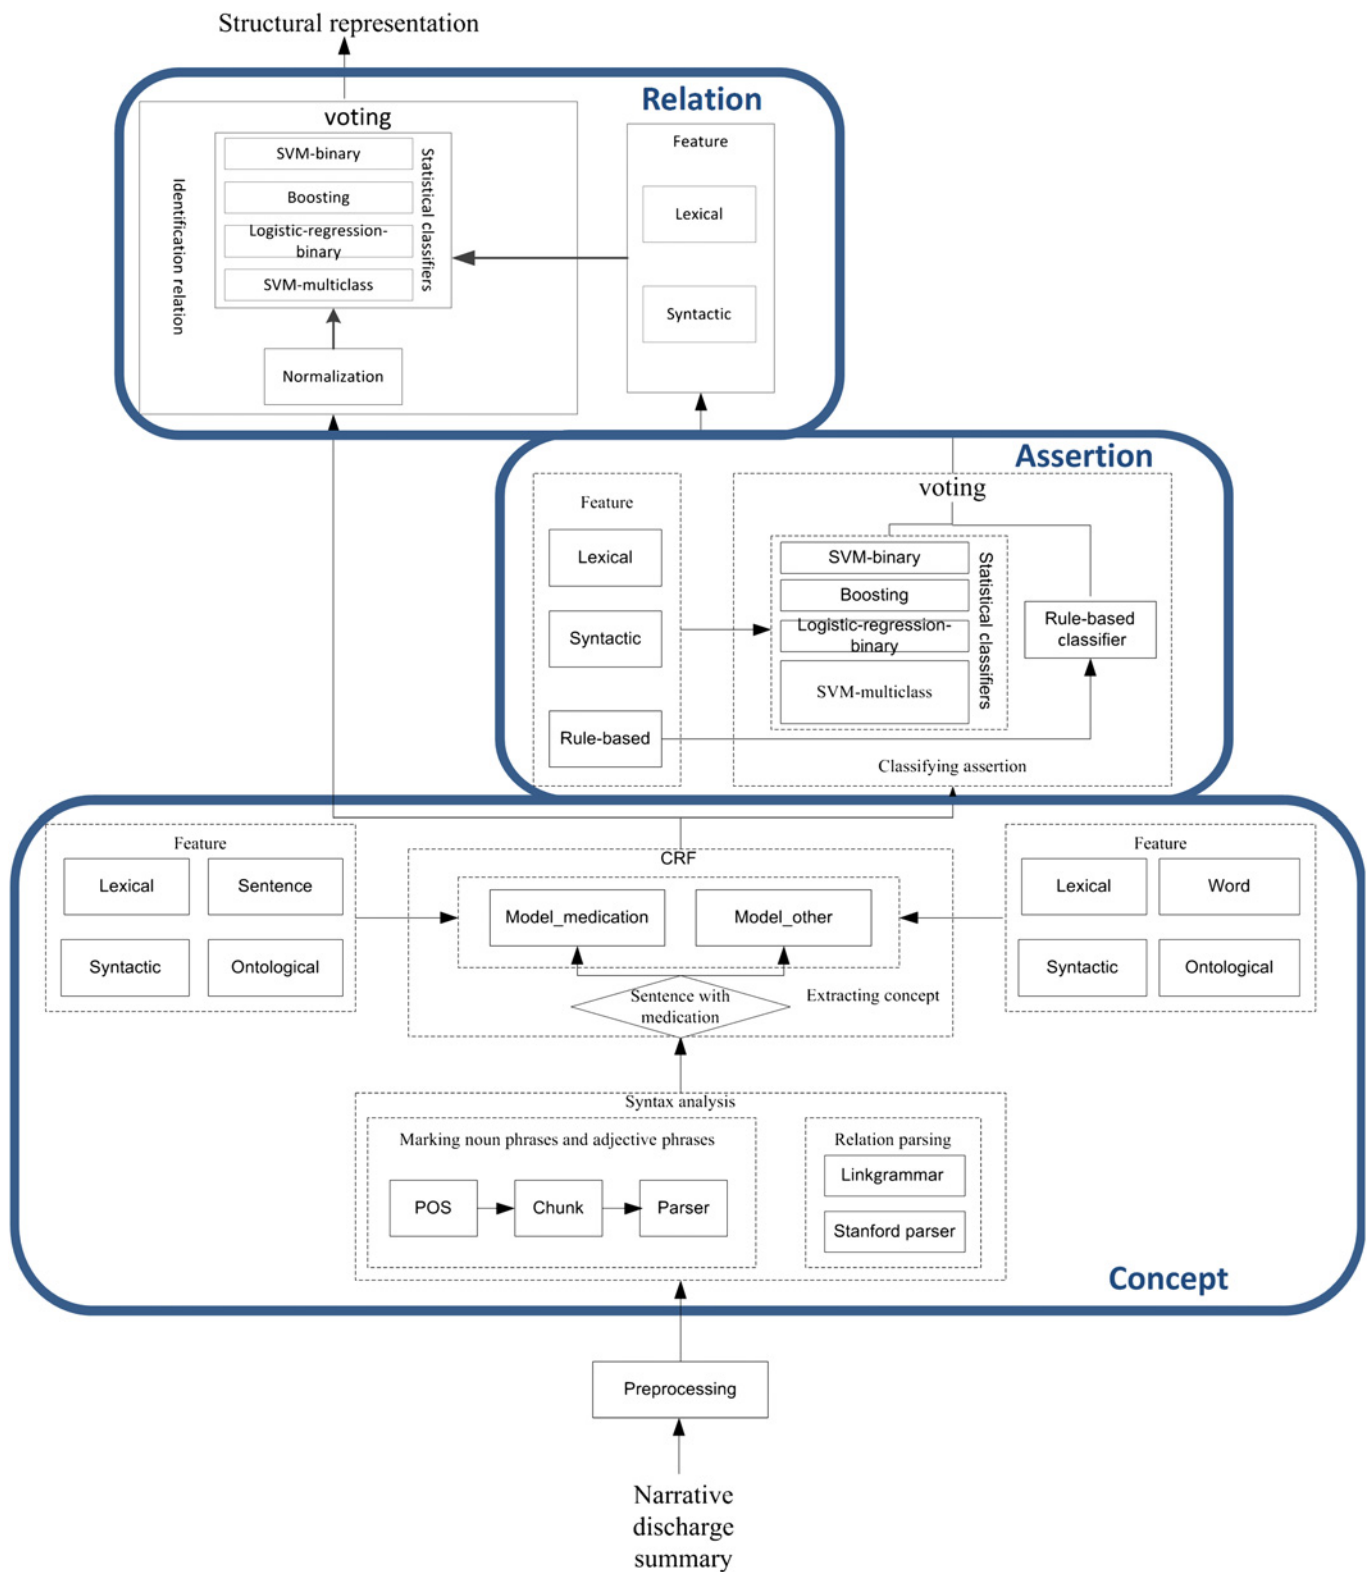 Structural representation
Relation
voting
SVM-binary
Boosting
Logistic-regression-
binary
SVM-multiclass
Statistical classifiers
Identification relation
Normalization
Feature
Lexical
Syntactic
Assertion
Feature
Lexical
Syntactic
Rule-based
voting
SVM-binary
Boosting
Logistic-regression-
binary
SVM-multiclass
Statistical classifiers
Rule-based
classifier
Classifying assertion
Feature
Lexical
Sentence
Syntactic
Ontological
CRF
Model_medication
Model_other
Sentence with
medication
Extracting concept
Feature
Lexical
Word
Syntactic
Ontological
Syntax analysis
Marking noun phrases and adjective phrases
POS
Chunk
Parser
Relation parsing
Linkgrammar
Stanford parser
Concept
Preprocessing
Narrative
discharge
summary